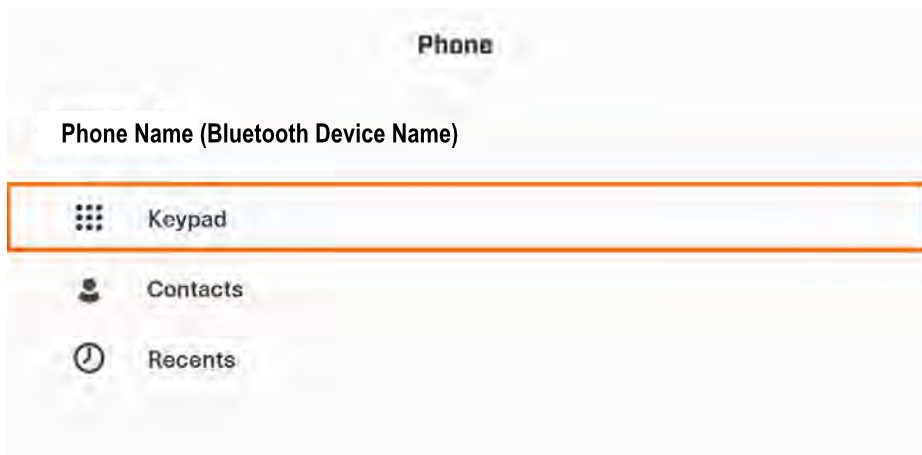 Phone
Phone Name (Bluetooth Device Name)
Keypad
Contacts
Recents